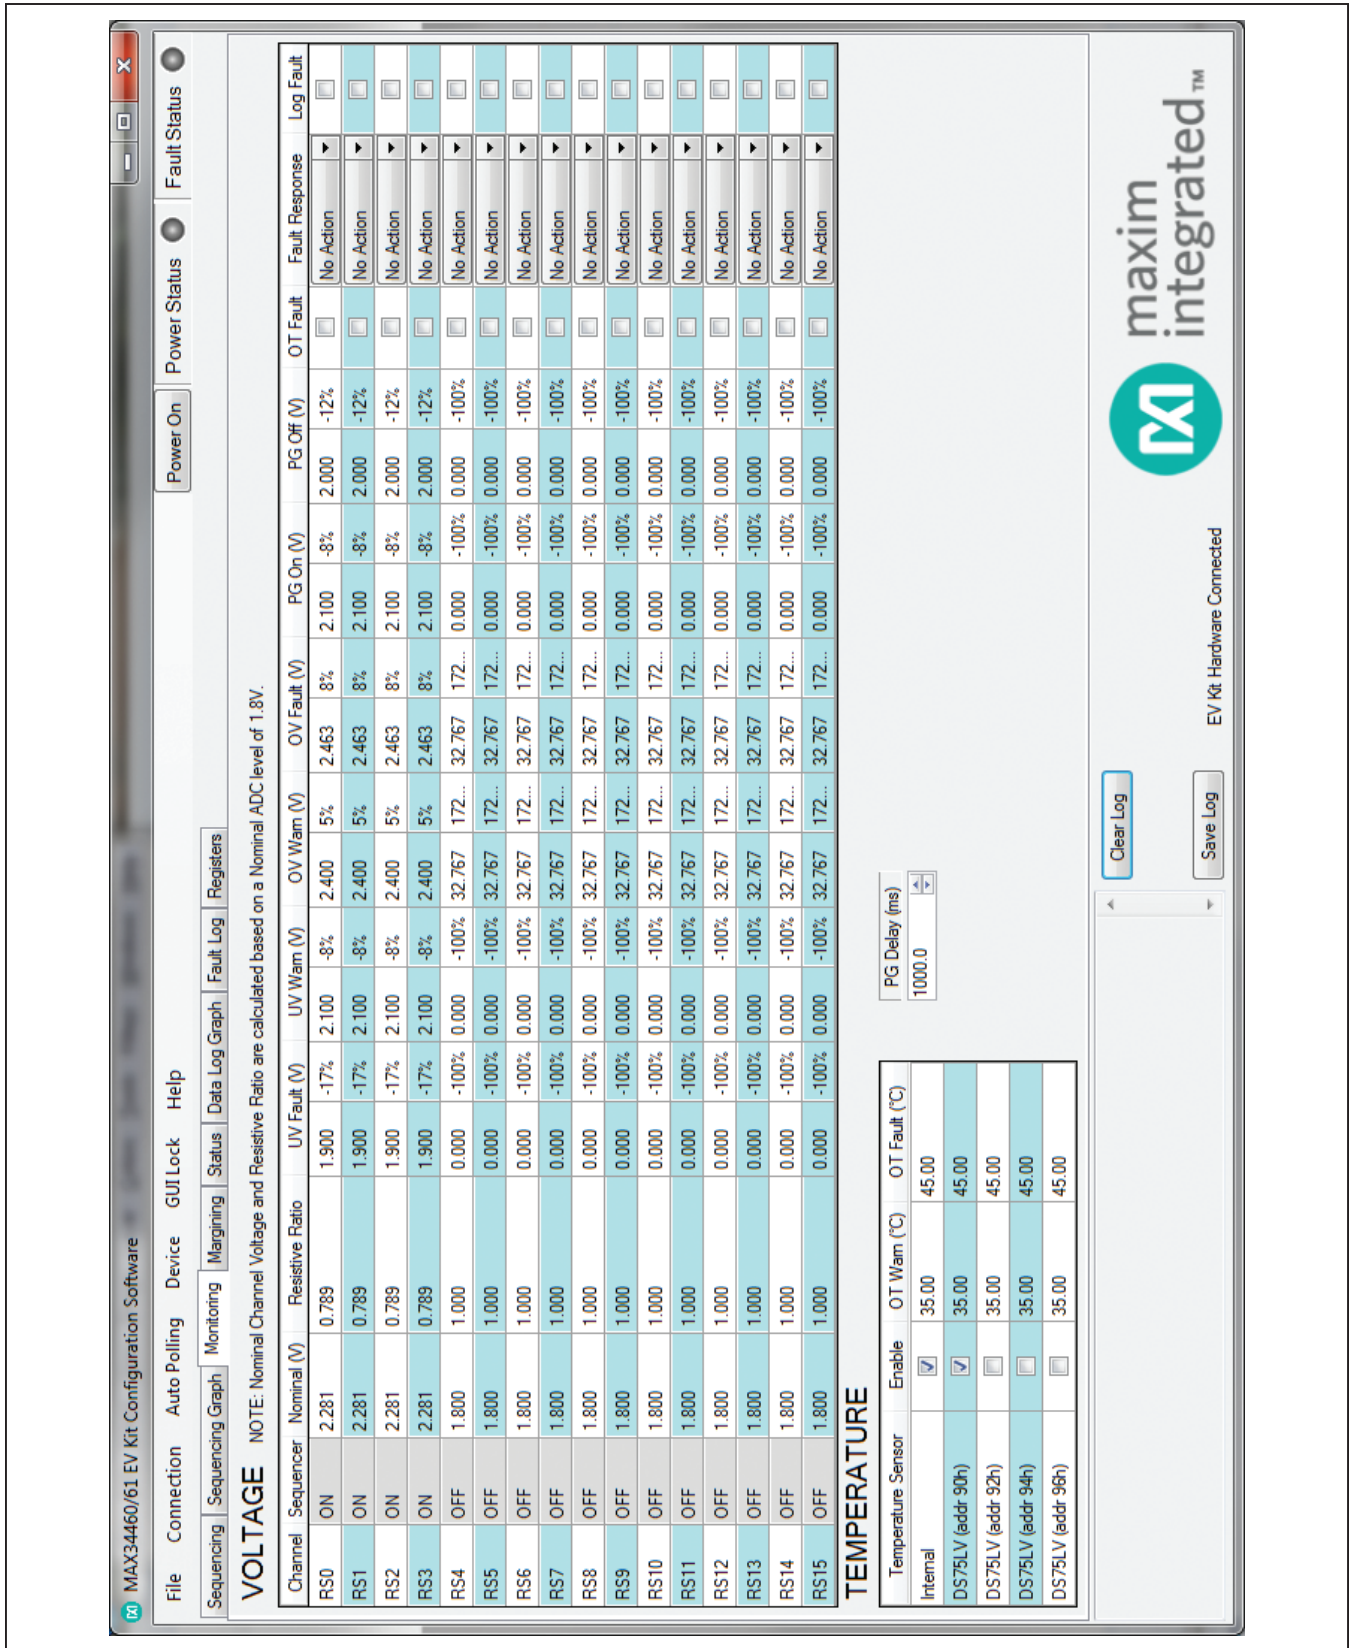 MAX34460/61 EV Kit Configuration Software
File Connection Auto Polling Device GUI Lock Help Power On Power Status Fault Status
Sequencing Sequencing Graph Monitoring Margining Status Data Log Graph Fault Log Registers
VOLTAGE NOTE: Nominal Channel Voltage and Resistive Ratio are calculated based on a Nominal ADC level of 1.8V.
Channel Sequencer Nominal (V) Resistive Ratio UV Fault (V) UV Warn (V) OV Warn (V) OV Fault (V) PG On (V) PG Off (V) OT Fault Fault Response Log Fault
RS0 ON 2.281 0.789 1.900 -17% 2.100 -8% 2.400 5% 2.463 8% 2.100 -8% 2.000 -12% No Action
RS1 ON 2.281 0.789 1.900 -17% 2.100 -8% 2.400 5% 2.463 8% 2.100 -8% 2.000 -12% No Action
RS2 ON 2.281 0.789 1.900 -17% 2.100 -8% 2.400 5% 2.463 8% 2.100 -8% 2.000 -12% No Action
RS3 ON 2.281 0.789 1.900 -17% 2.100 -8% 2.400 5% 2.463 8% 2.100 -8% 2.000 -12% No Action
RS4 OFF 1.800 1.000 0.000 -100% 0.000 -100% 32.767 172... 32.767 172... 0.000 -100% 0.000 -100% No Action
RS5 OFF 1.800 1.000 0.000 -100% 0.000 -100% 32.767 172... 32.767 172... 0.000 -100% 0.000 -100% No Action
RS6 OFF 1.800 1.000 0.000 -100% 0.000 -100% 32.767 172... 32.767 172... 0.000 -100% 0.000 -100% No Action
RS7 OFF 1.800 1.000 0.000 -100% 0.000 -100% 32.767 172... 32.767 172... 0.000 -100% 0.000 -100% No Action
RS8 OFF 1.800 1.000 0.000 -100% 0.000 -100% 32.767 172... 32.767 172... 0.000 -100% 0.000 -100% No Action
RS9 OFF 1.800 1.000 0.000 -100% 0.000 -100% 32.767 172... 32.767 172... 0.000 -100% 0.000 -100% No Action
RS10 OFF 1.800 1.000 0.000 -100% 0.000 -100% 32.767 172... 32.767 172... 0.000 -100% 0.000 -100% No Action
RS11 OFF 1.800 1.000 0.000 -100% 0.000 -100% 32.767 172... 32.767 172... 0.000 -100% 0.000 -100% No Action
RS12 OFF 1.800 1.000 0.000 -100% 0.000 -100% 32.767 172... 32.767 172... 0.000 -100% 0.000 -100% No Action
RS13 OFF 1.800 1.000 0.000 -100% 0.000 -100% 32.767 172... 32.767 172... 0.000 -100% 0.000 -100% No Action
RS14 OFF 1.800 1.000 0.000 -100% 0.000 -100% 32.767 172... 32.767 172... 0.000 -100% 0.000 -100% No Action
RS15 OFF 1.800 1.000 0.000 -100% 0.000 -100% 32.767 172... 32.767 172... 0.000 -100% 0.000 -100% No Action
TEMPERATURE
Temperature Sensor Enable OT Warn (°C) OT Fault (°C) PG Delay (ms)
Internal 35.00 45.00 1000.0
DS75LV (addr 90h) 35.00 45.00
DS75LV (addr 92h) 35.00 45.00
DS75LV (addr 94h) 35.00 45.00
DS75LV (addr 96h) 35.00 45.00
Clear Log
Save Log
EV Kit Hardware Connected
maxim
integrated™